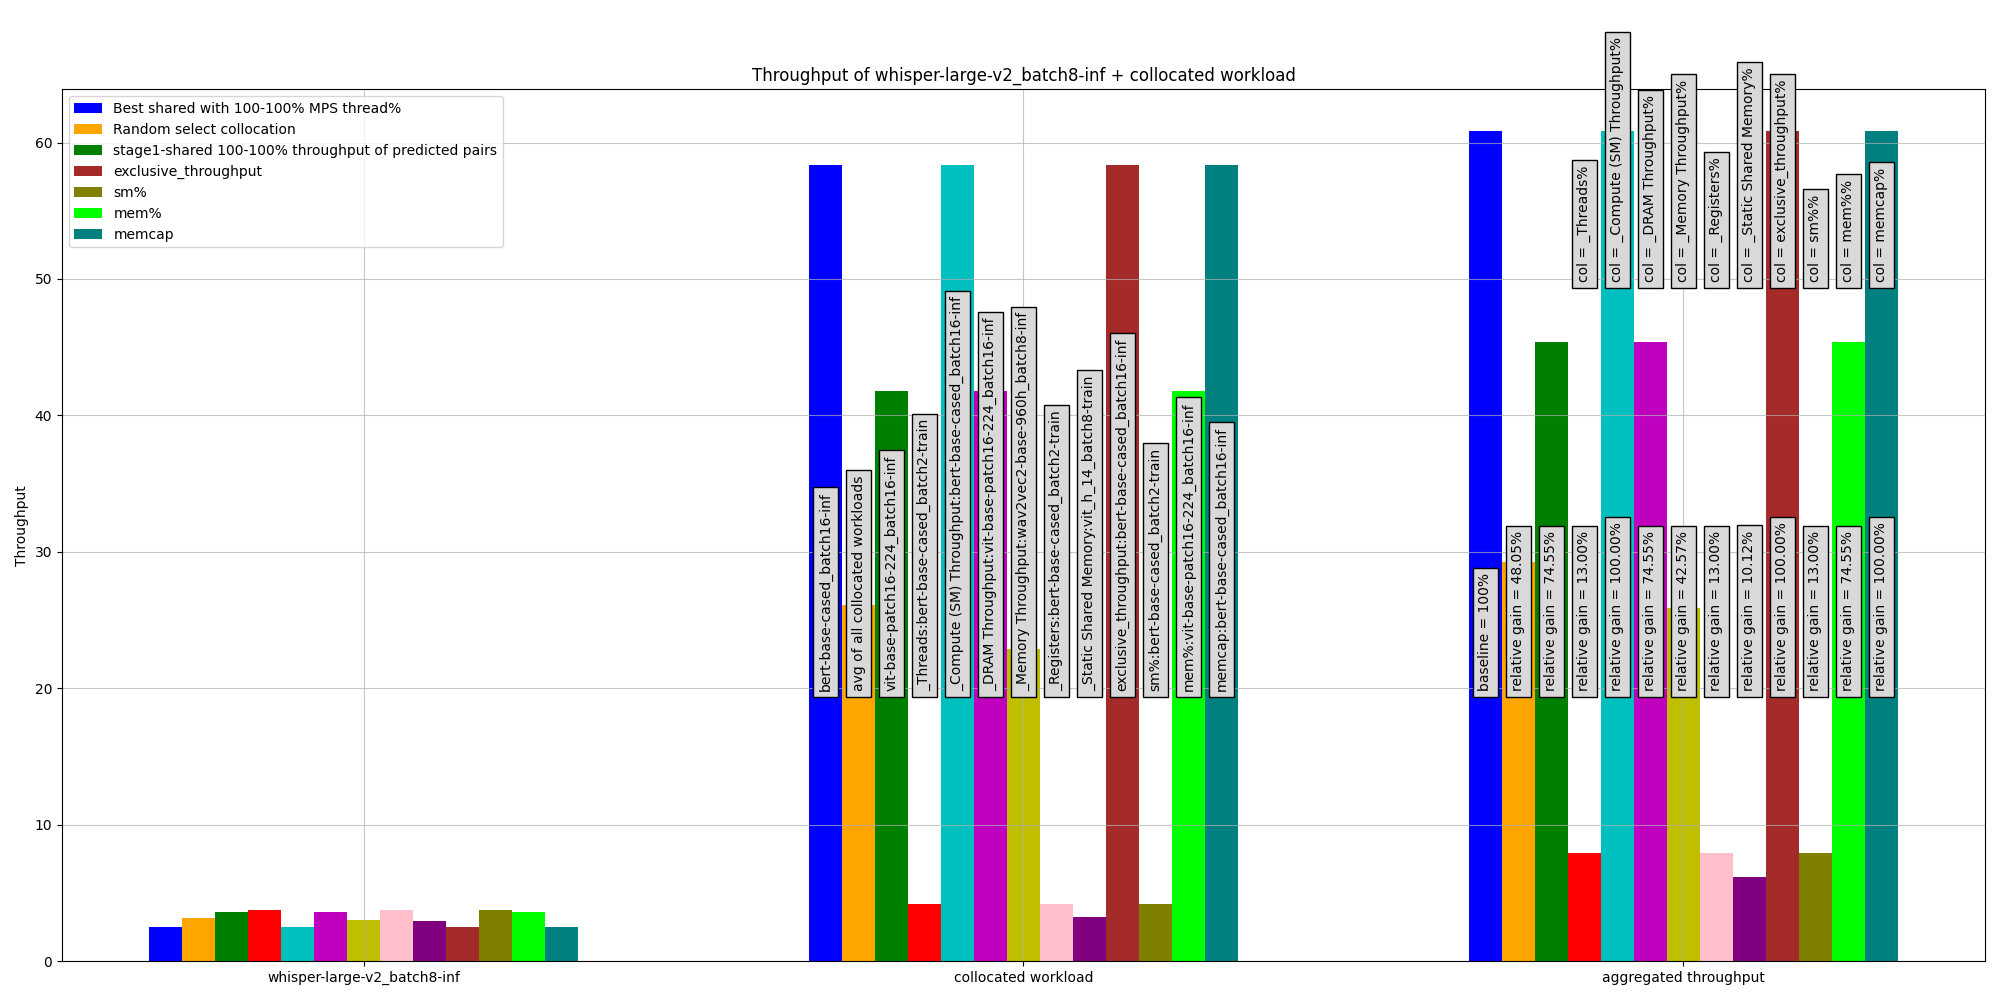 Throughput of whisper-large-v2_batch8-inf + collocated workload
Best shared with 100-100% MPS thread%
Random select collocation
stage1-shared 100-100% throughput of predicted pairs
exclusive_throughput
sm%
mem%
memcap
Throughput
60
50
40
30
20
10
0
bert-base-cased_batch16-inf
avg of all collocated workloads
vit-base-patch16-224_batch16-inf
_Threads:bert-base-cased_batch2-train
_Compute (SM) Throughput:bert-base-cased_batch16-inf
_DRAM Throughput:vit-base-patch16-224_batch16-inf
_Memory Throughput:wav2vec2-base-960h_batch8-inf
_Registers:bert-base-cased_batch2-train
_Static Shared Memory:vit_h_14_batch8-train
exclusive_throughput:bert-base-cased_batch16-inf
sm%:bert-base-cased_batch2-train
mem%:vit-base-patch16-224_batch16-inf
memcap:bert-base-cased_batch16-inf
col = _Threads%
col = _Compute (SM) Throughput%
col = _DRAM Throughput%
col = _Memory Throughput%
col = _Registers%
col = _Static Shared Memory%
col = exclusive_throughput%
col = sm%%
col = mem%%
col = memcap%
baseline = 100%
relative gain = 48.05%
relative gain = 74.55%
relative gain = 13.00%
relative gain = 100.00%
relative gain = 74.55%
relative gain = 42.57%
relative gain = 13.00%
relative gain = 10.12%
relative gain = 100.00%
relative gain = 13.00%
relative gain = 74.55%
relative gain = 100.00%
whisper-large-v2_batch8-inf
collocated workload
aggregated throughput